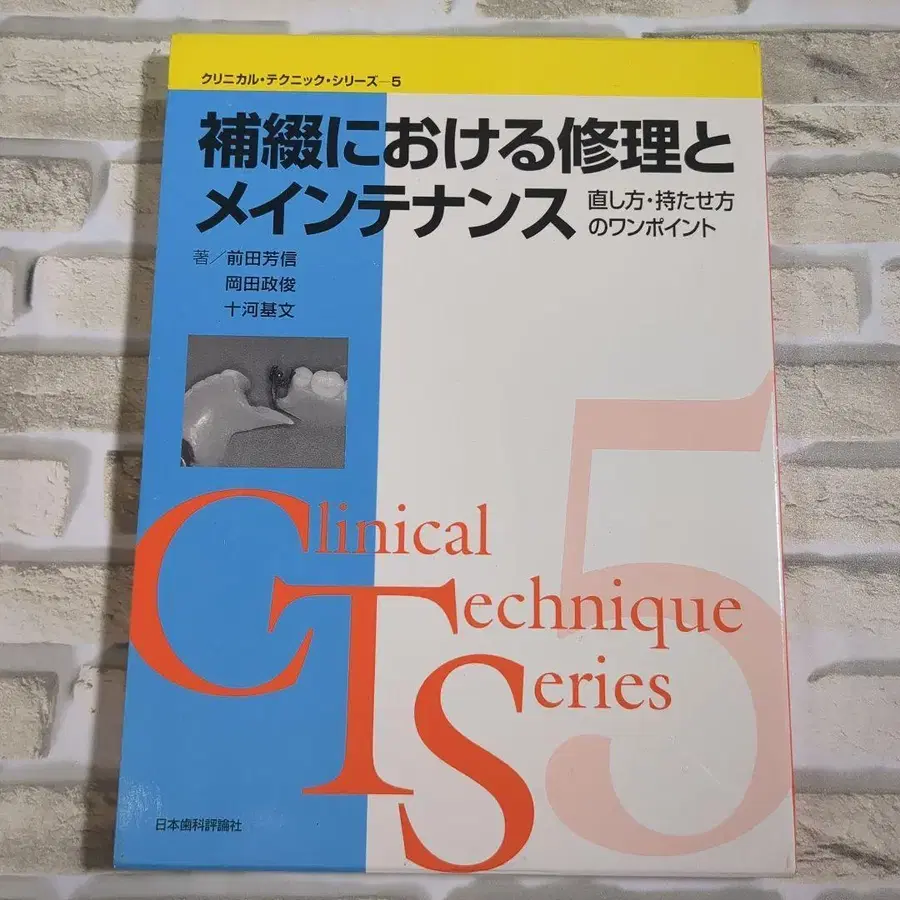 クリニカル・テクニック・シリーズ—5
補綴における修理と
メインテナンス
直し方・持たせ方
のワンポイント
著／前田芳信
岡田政俊
十河基文
5
Clinical
Technique
Series
日本歯科評論社